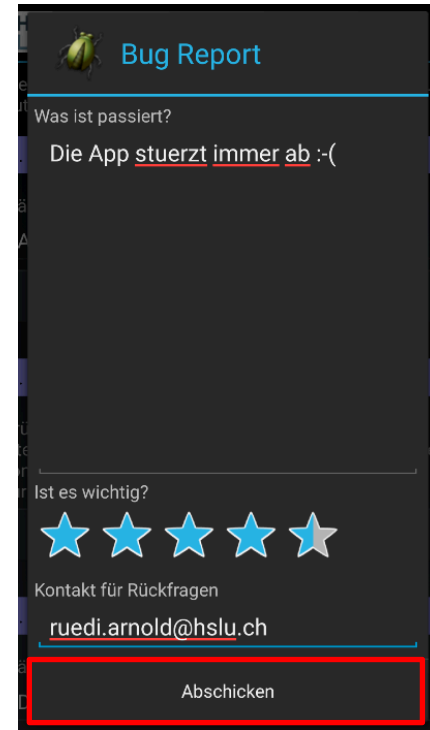 Bug Report
Was ist passiert?
Die App stuerzt immer ab :-(
Ist es wichtig?
Kontakt für Rückfragen
ruedi.arnold@hslu.ch
Abschicken